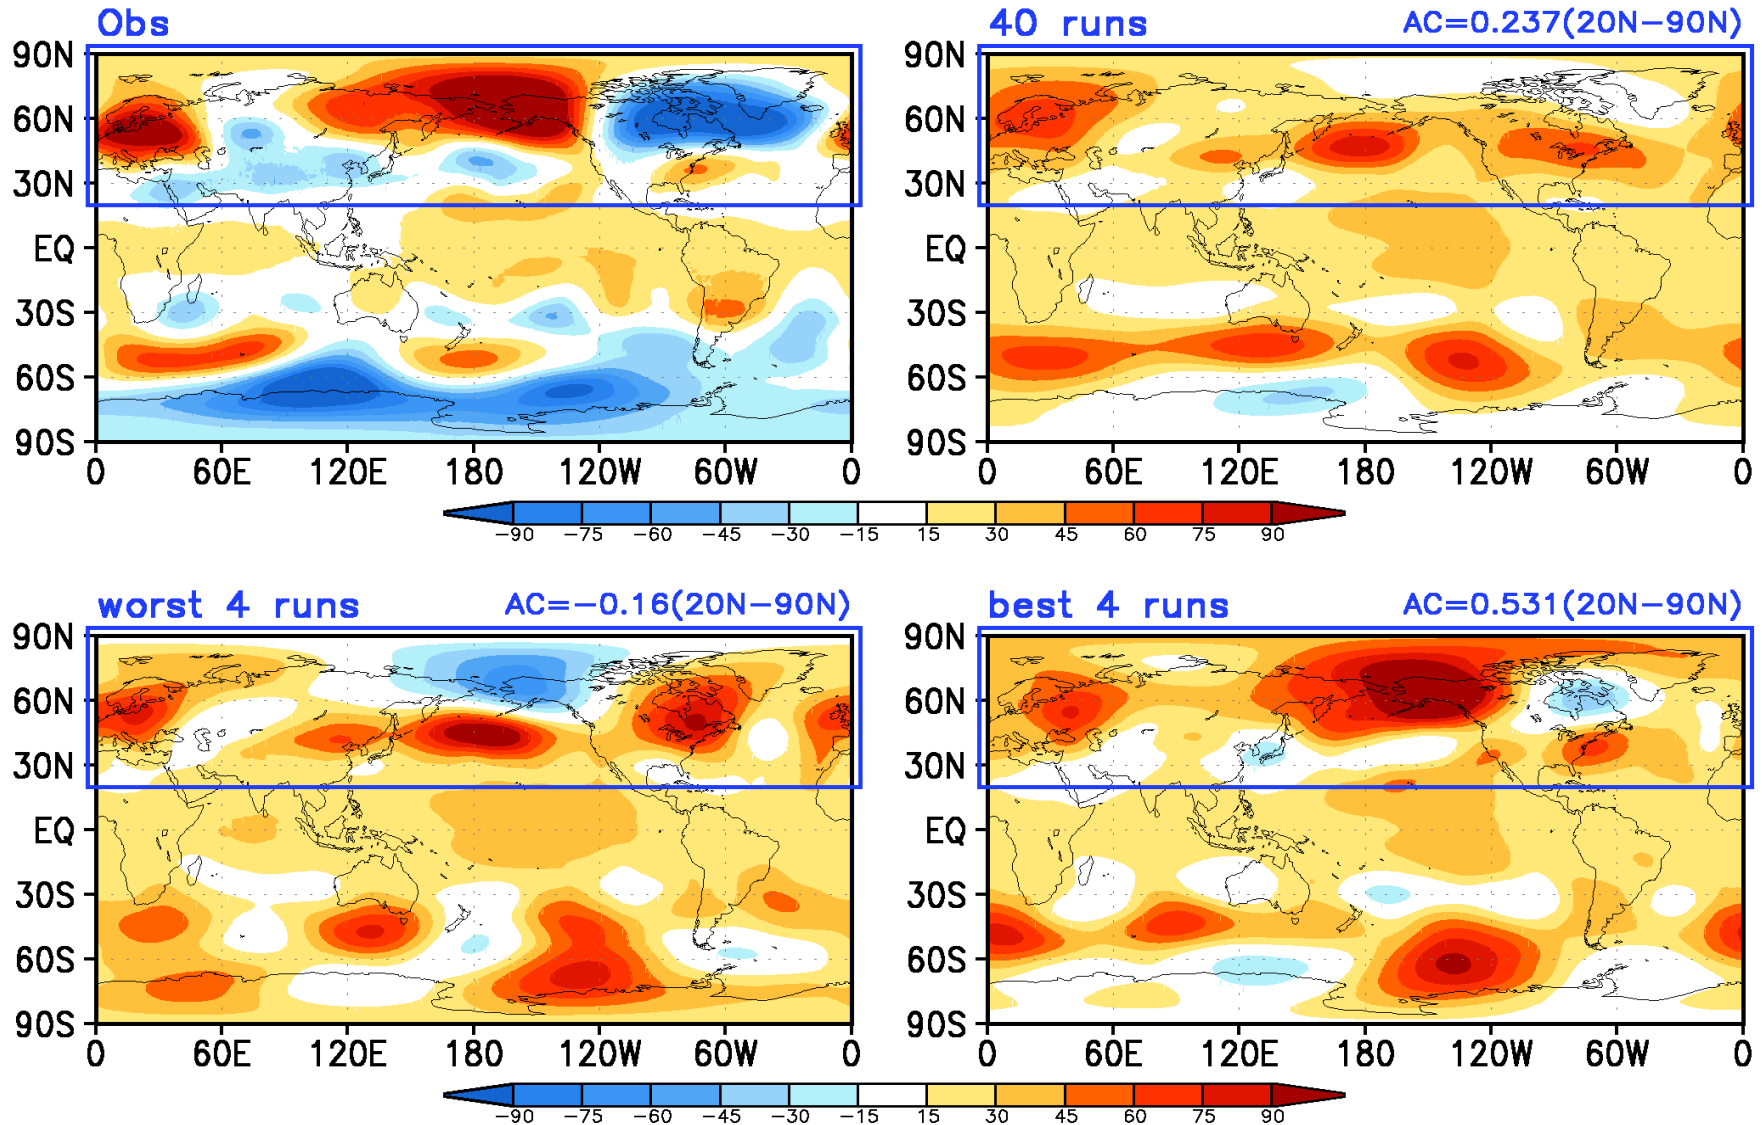 Obs
40 runs AC=0.237(20N−90N)
90N 90N
60N 60N
30N 30N
EQ EQ
30S 30S
60S 60S
90S 90S
0 60E 120E 180 120W 60W 0 0 60E 120E 180 120W 60W 0
−90 −75 −60 −45 −30 −15 15 30 45 60 75 90
worst 4 runs AC=−0.16(20N−90N)
best 4 runs AC=0.531(20N−90N)
90N 90N
60N 60N
30N 30N
EQ EQ
30S 30S
60S 60S
90S 90S
0 60E 120E 180 120W 60W 0 0 60E 120E 180 120W 60W 0
−90 −75 −60 −45 −30 −15 15 30 45 60 75 90